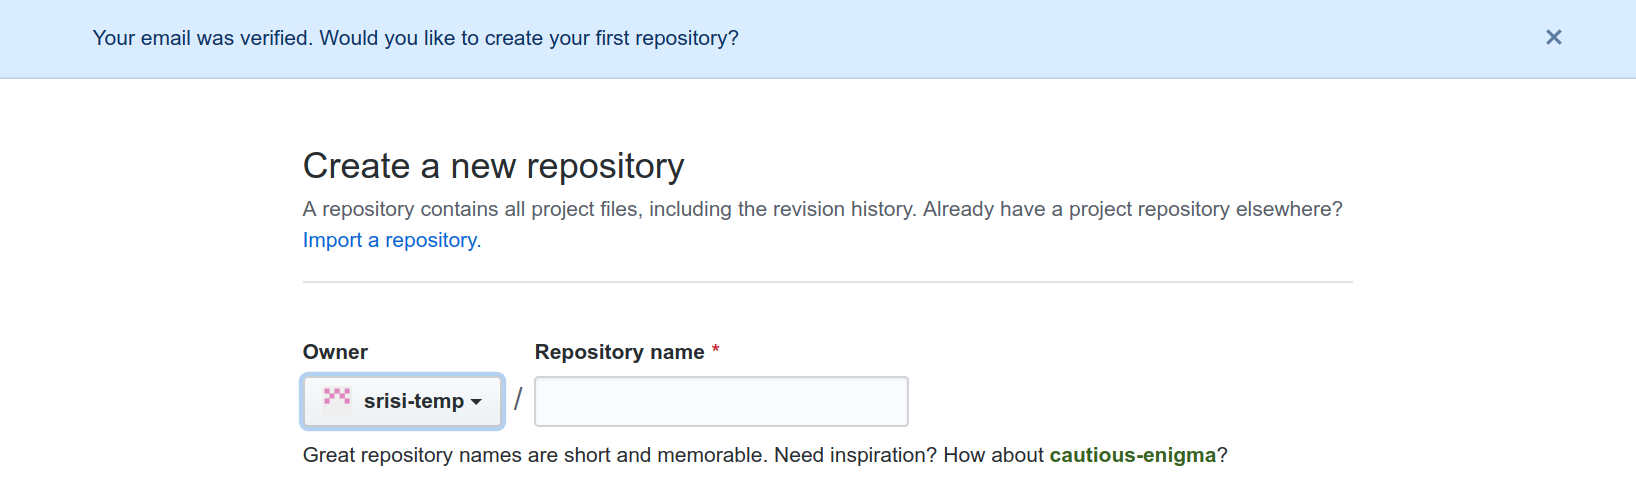 Your email was verified. Would you like to create your first repository?
Create a new repository
A repository contains all project files, including the revision history. Already have a project repository elsewhere?
Import a repository.
Owner
Repository name *
srisi-temp /
Great repository names are short and memorable. Need inspiration? How about cautious-enigma?